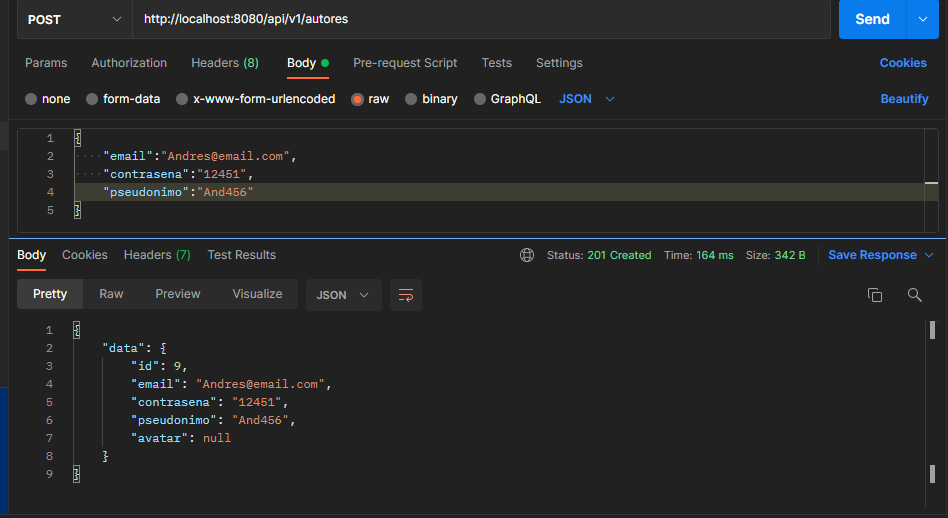 POST http://localhost:8080/api/v1/autores Send
Params Authorization Headers (8) Body Pre-request Script Tests Settings Cookies
none form-data x-www-form-urlencoded raw binary GraphQL JSON Beautify
1 {
2 "email":"Andres@email.com",
3 "contrasena":"12451",
4 "pseudonimo":"And456"
5 }
Body Cookies Headers (7) Test Results Status: 201 Created Time: 164 ms Size: 342 B Save Response
Pretty Raw Preview Visualize JSON
1 {
2 "data": {
3 "id": 9,
4 "email": "Andres@email.com",
5 "contrasena": "12451",
6 "pseudonimo": "And456",
7 "avatar": null
8 }
9 }